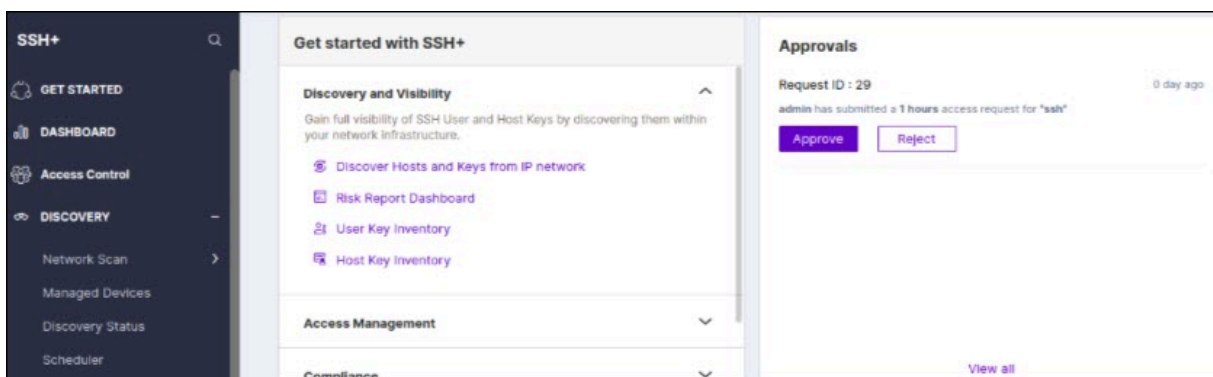 SSH+
GET STARTED
DASHBOARD
Access Control
DISCOVERY
Network Scan
Managed Devices
Discovery Status
Scheduler
Get started with SSH+
Discovery and Visibility
Gain full visibility of SSH User and Host Keys by discovering them within
your network infrastructure.
Discover Hosts and Keys from IP network
Risk Report Dashboard
User Key Inventory
Host Key Inventory
Access Management
Compliance
Approvals
Request ID : 29
0 day ago
admin has submitted a 1 hours access request for "ssh"
Approve
Reject
View all